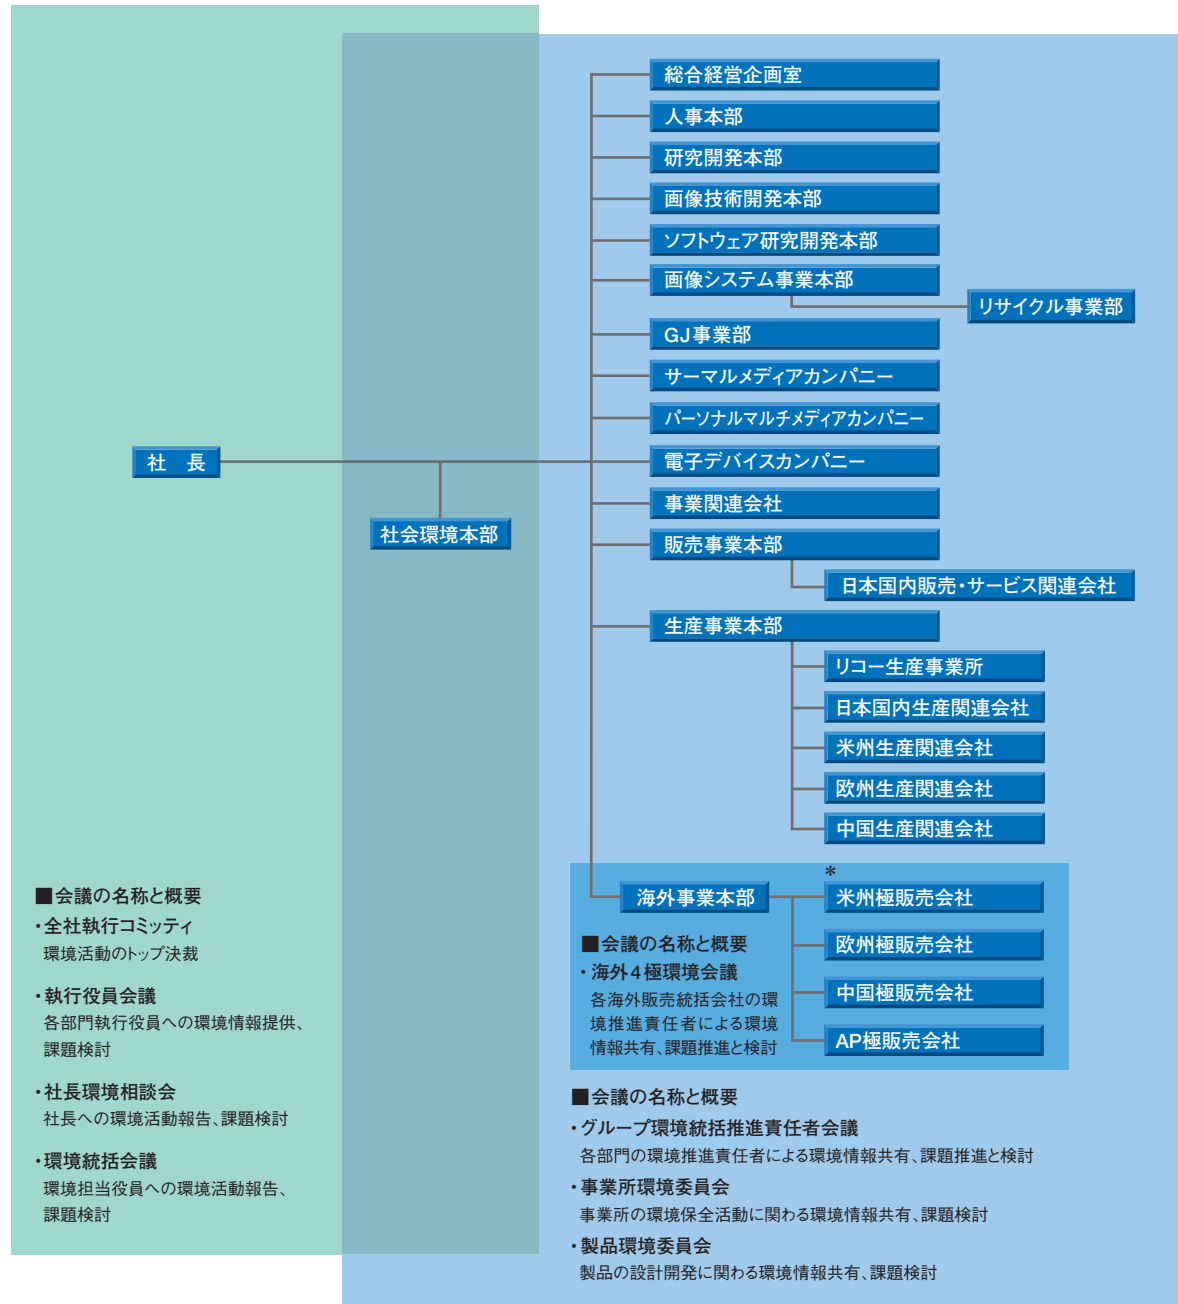 総合経営企画室
人事本部
研究開発本部
画像技術開発本部
ソフトウェア研究開発本部
画像システム事業本部
リサイクル事業部
GJ事業部
サーマルメディアカンパニー
パーソナルマルチメディアカンパニー
社　長
電子デバイスカンパニー
事業関連会社
社会環境本部
販売事業本部
日本国内販売・サービス関連会社
生産事業本部
リコー生産事業所
日本国内生産関連会社
米州生産関連会社
欧州生産関連会社
中国生産関連会社
海外事業本部
＊
米州極販売会社
欧州極販売会社
中国極販売会社
AP極販売会社
■会議の名称と概要
・海外4極環境会議
各海外販売統括会社の環
境推進責任者による環境
情報共有、課題推進と検討
■会議の名称と概要
・全社執行コミッティ
環境活動のトップ決裁
・執行役員会議
各部門執行役員への環境情報提供、
課題検討
・社長環境相談会
社長への環境活動報告、課題検討
・環境統括会議
環境担当役員への環境活動報告、
課題検討
■会議の名称と概要
・グループ環境統括推進責任者会議
各部門の環境推進責任者による環境情報共有、課題推進と検討
・事業所環境委員会
事業所の環境保全活動に関わる環境情報共有、課題検討
・製品環境委員会
製品の設計開発に関わる環境情報共有、課題検討